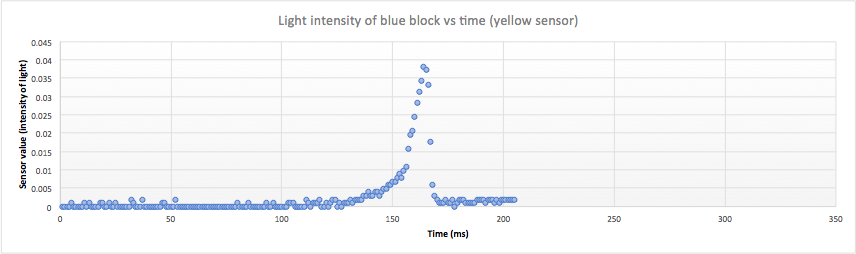 Light intensity of blue block vs time (yellow sensor)
0.045
0.04
0.035
0.03
0.025
0.02
0.015
0.01
0.005
0
Sensor value (intensity of light)
0 50 100 150 200 250 300 350
Time (ms)